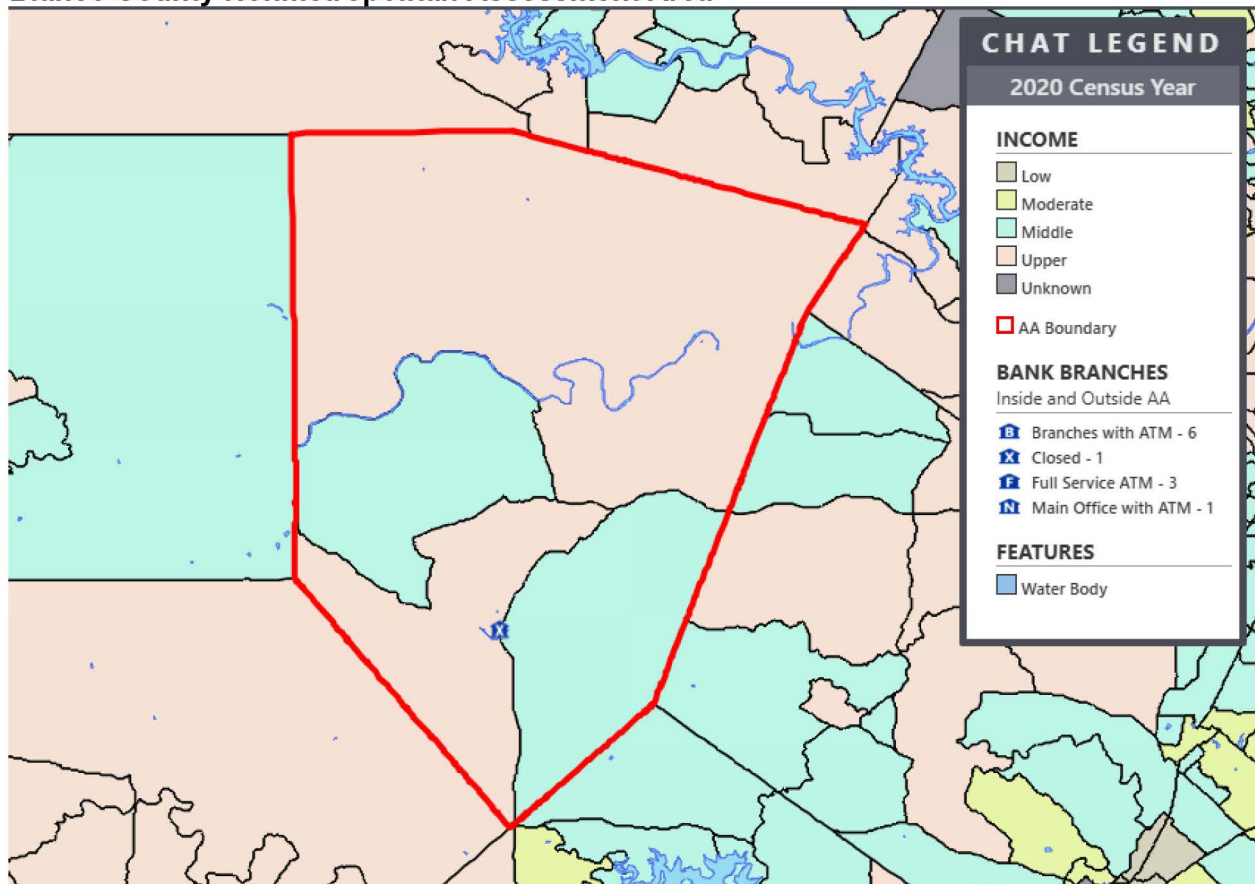 CHAT LEGEND
2020 Census Year
INCOME
Low
Moderate
Middle
Upper
Unknown
AA Boundary
BANK BRANCHES
Inside and Outside AA
B Branches with ATM - 6
X Closed - 1
F Full Service ATM - 3
N Main Office with ATM - 1
FEATURES
Water Body
X